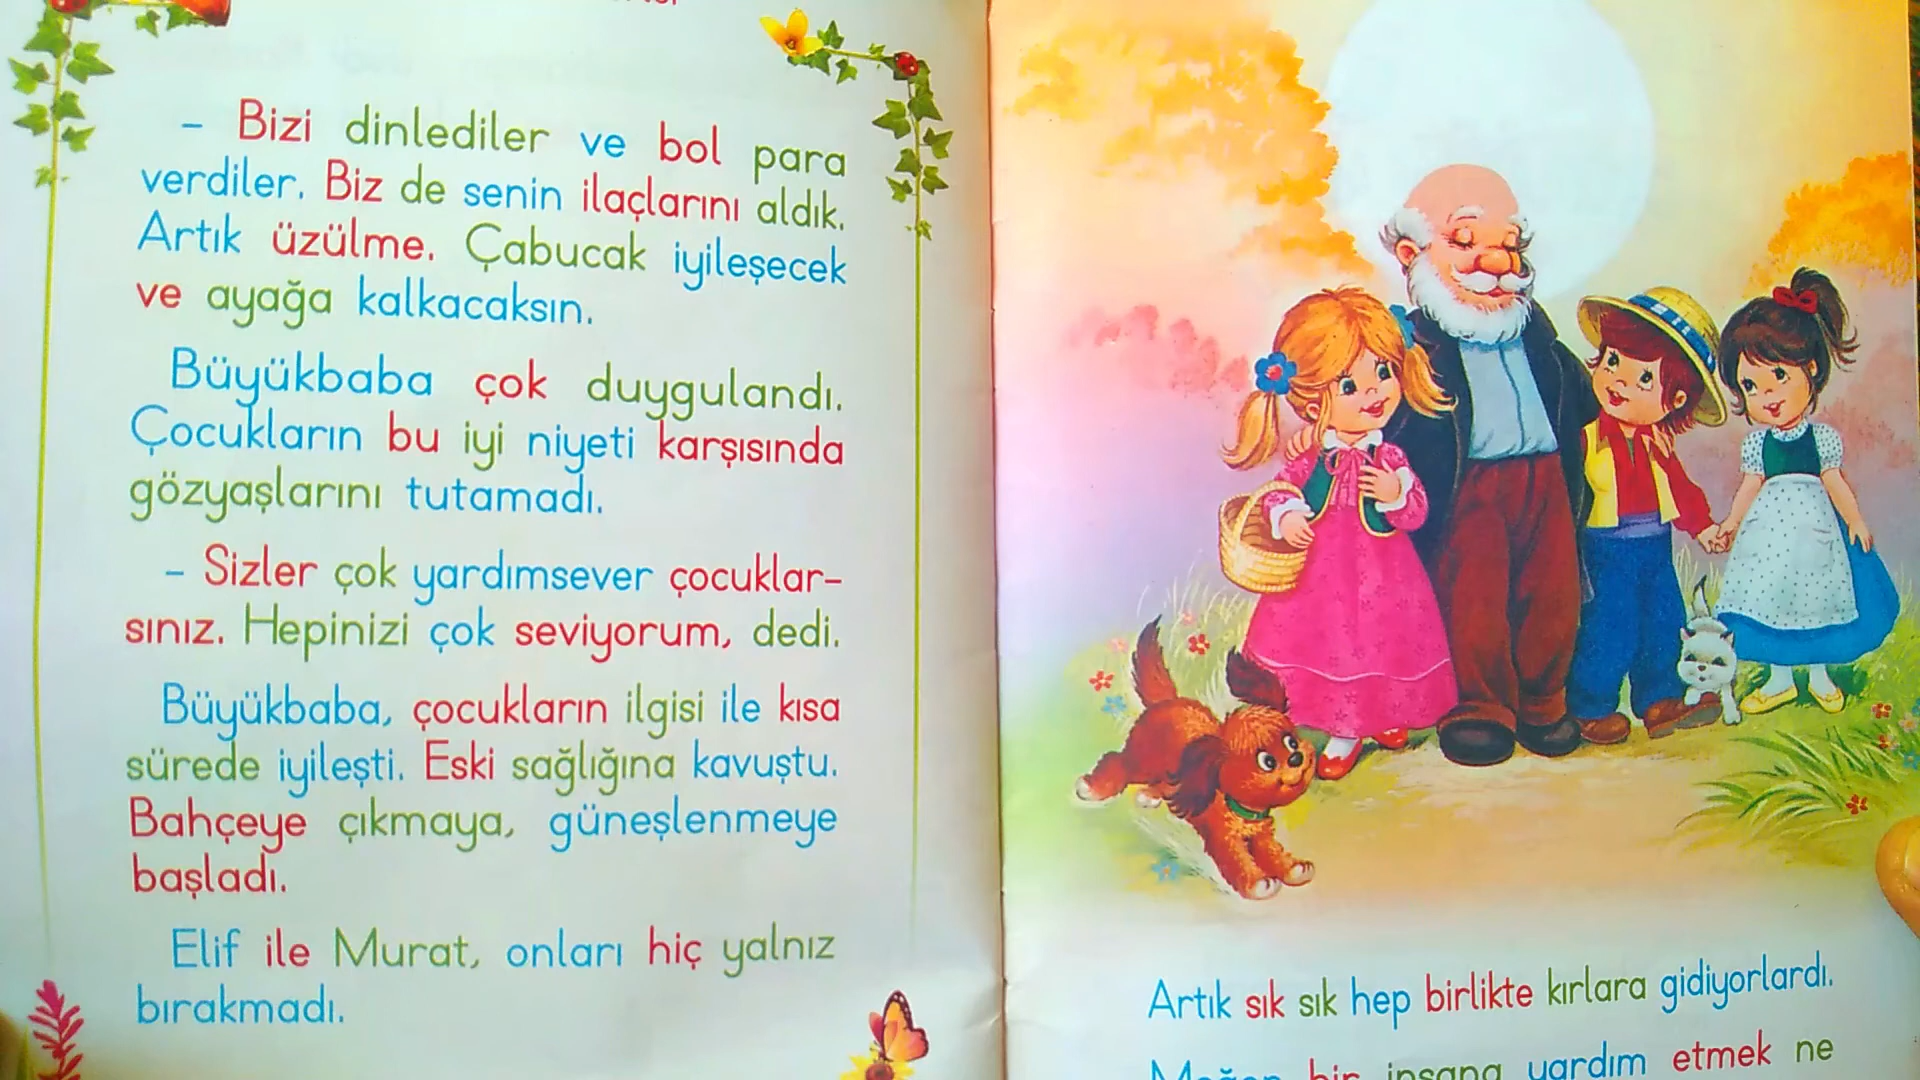 – Bizi dinlediler ve bol para
verdiler. Biz de senin ilaçlarını aldık.
Artık üzülme. Çabucak iyileşecek
ve ayağa kalkacaksın.
Büyükbaba çok duygulandı.
Çocukların bu iyi niyeti karşısında
gözyaşlarını tutamadı.
– Sizler çok yardımsever çocuklar-
sınız. Hepinizi çok seviyorum, dedi.
Büyükbaba, çocukların ilgisi ile kısa
sürede iyileşti. Eski sağlığına kavuştu.
Bahçeye çıkmaya, güneşlenmeye
başladı.
Elif ile Murat, onları hiç yalnız
bırakmadı.
Artık sık sık hep birlikte kırlara gidiyorlardı.
Meğer bir insana yardım etmek ne